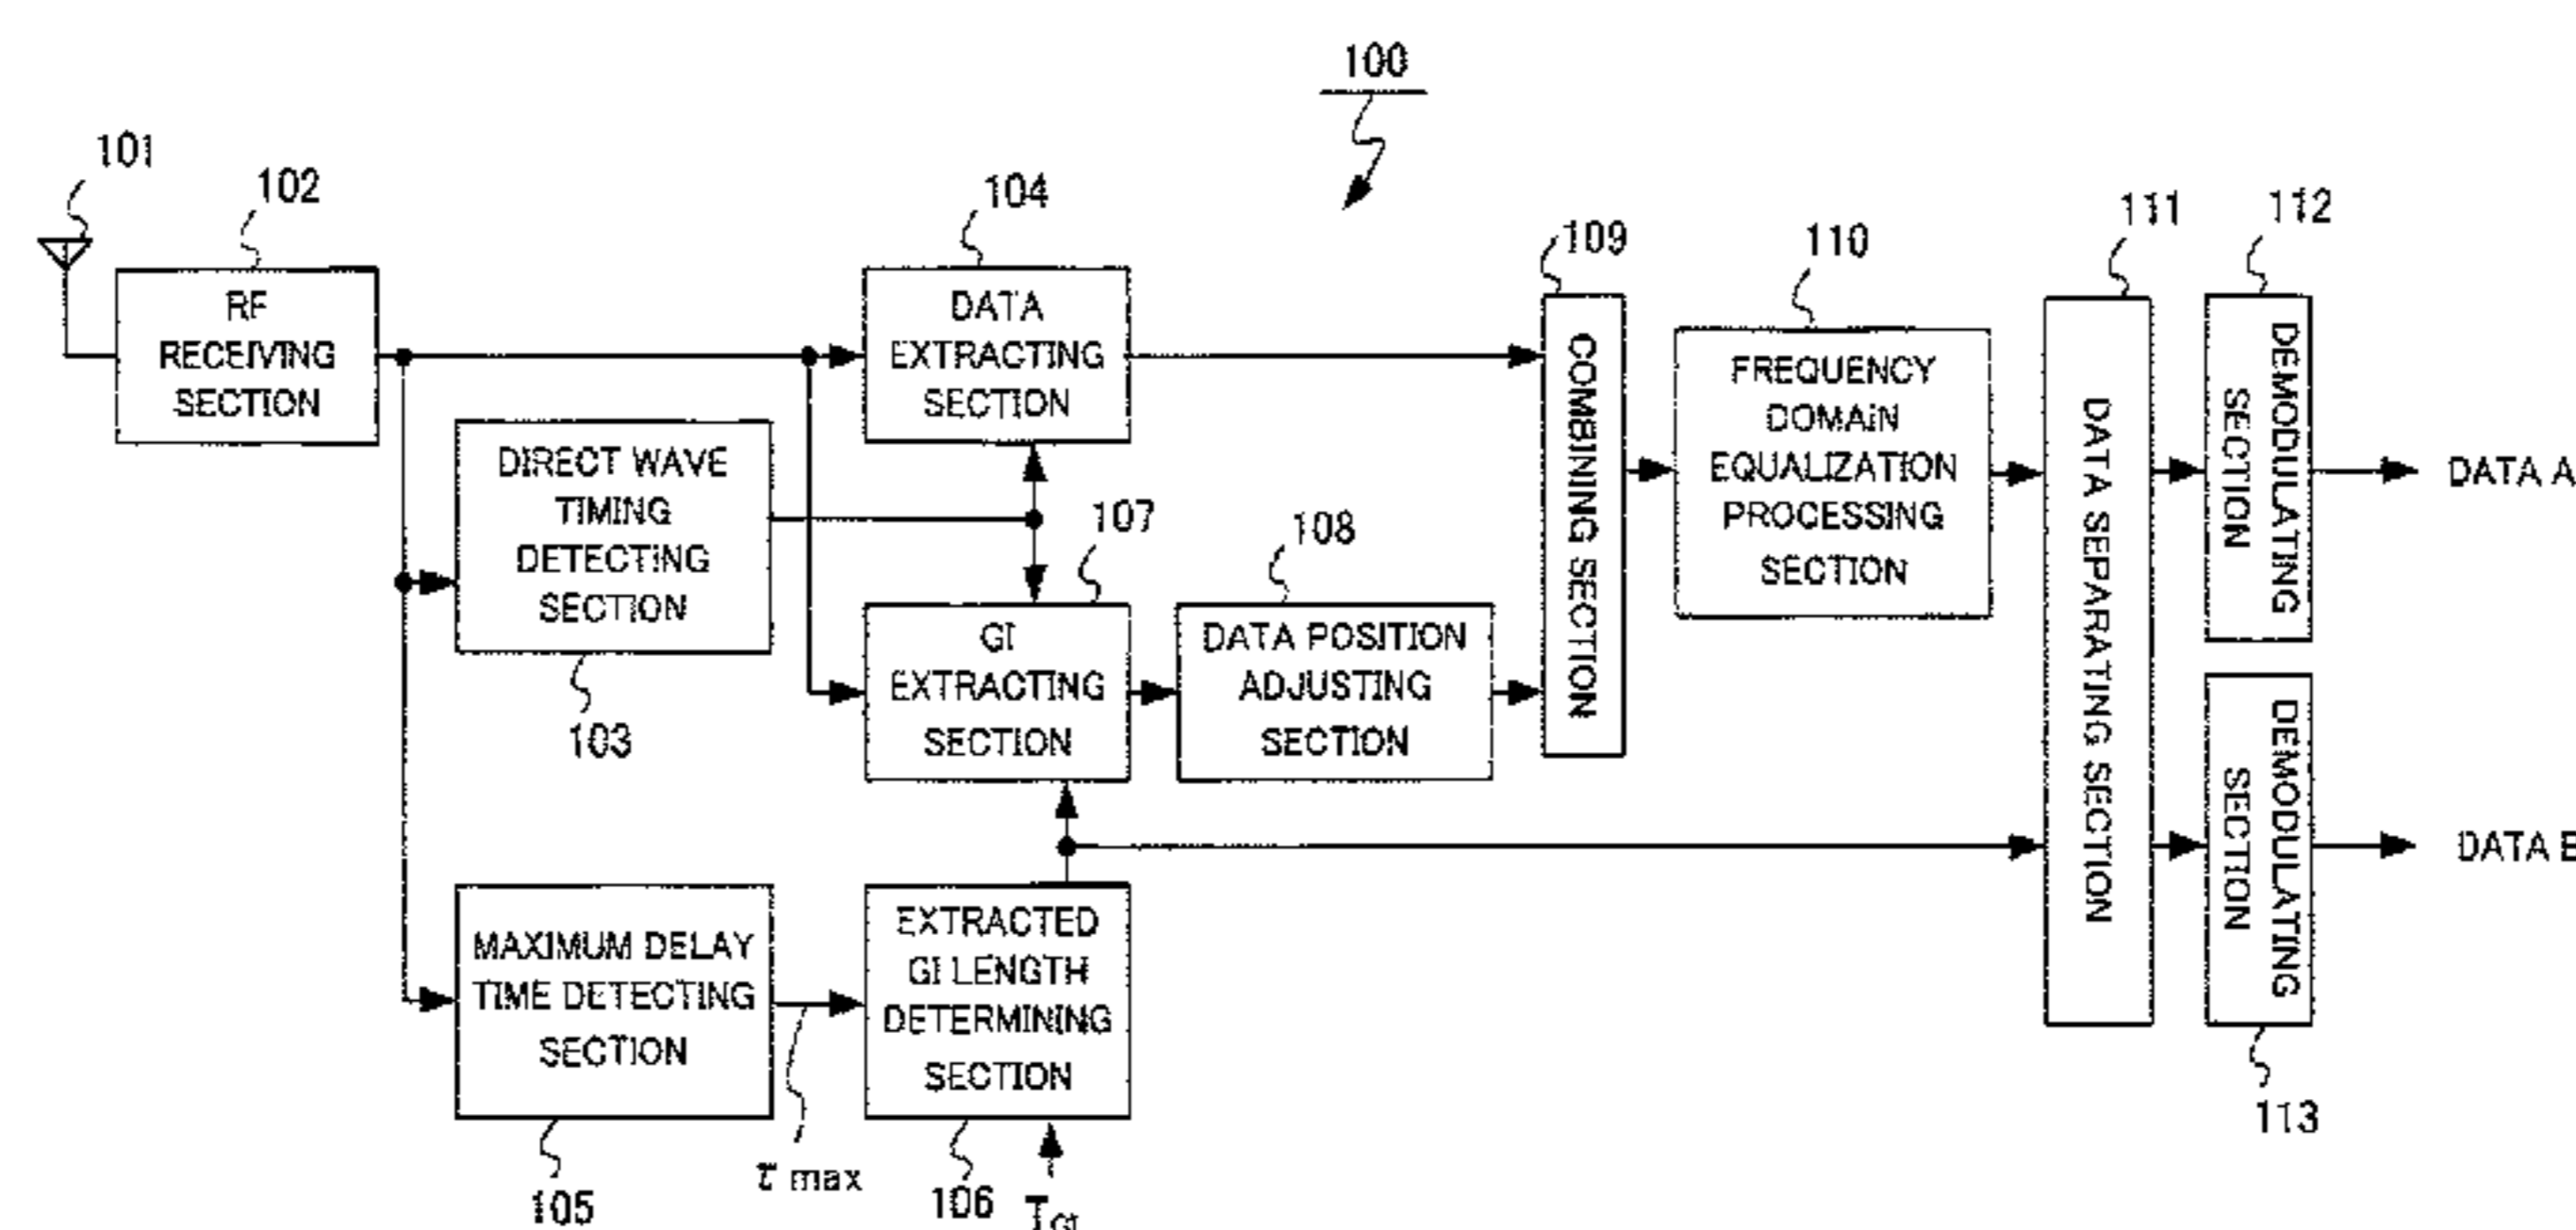 100
101
102
RF
RECEIVING
SECTION
104
DATA
EXTRACTING
SECTION
DIRECT WAVE
TIMING
DETECTING
SECTION
103
107
GI
EXTRACTING
SECTION
108
DATA POSITION
ADJUSTING
SECTION
109
COMBINING SECTION
110
FREQUENCY
DOMAIN
EQUALIZATION
PROCESSING
SECTION
111
DATA SEPARATING SECTION
112
DEMODULATING
SECTION
DATA A
DEMODULATING
SECTION
113
DATA B
MAXIMUM DELAY
TIME DETECTING
SECTION
105
τ max
EXTRACTED
GI LENGTH
DETERMINING
SECTION
106
TGI